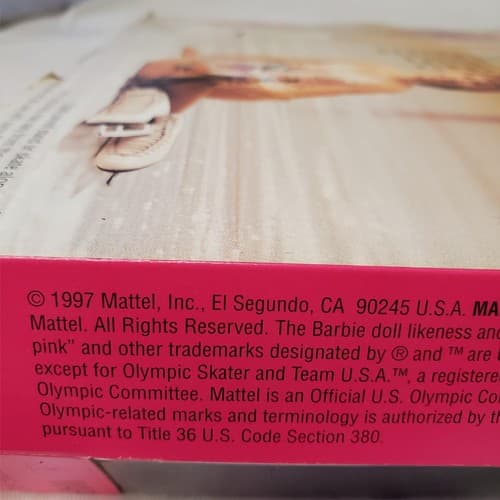 © 1997 Mattel, Inc., El Segundo, CA 90245 U.S.A. MA
Mattel. All Rights Reserved. The Barbie doll likeness and
pink" and other trademarks designated by ® and ™ are
except for Olympic Skater and Team U.S.A.™, a registere
Olympic Committee. Mattel is an Official U.S. Olympic Co
Olympic-related marks and terminology is authorized by th
pursuant to Title 36 U.S. Code Section 380.